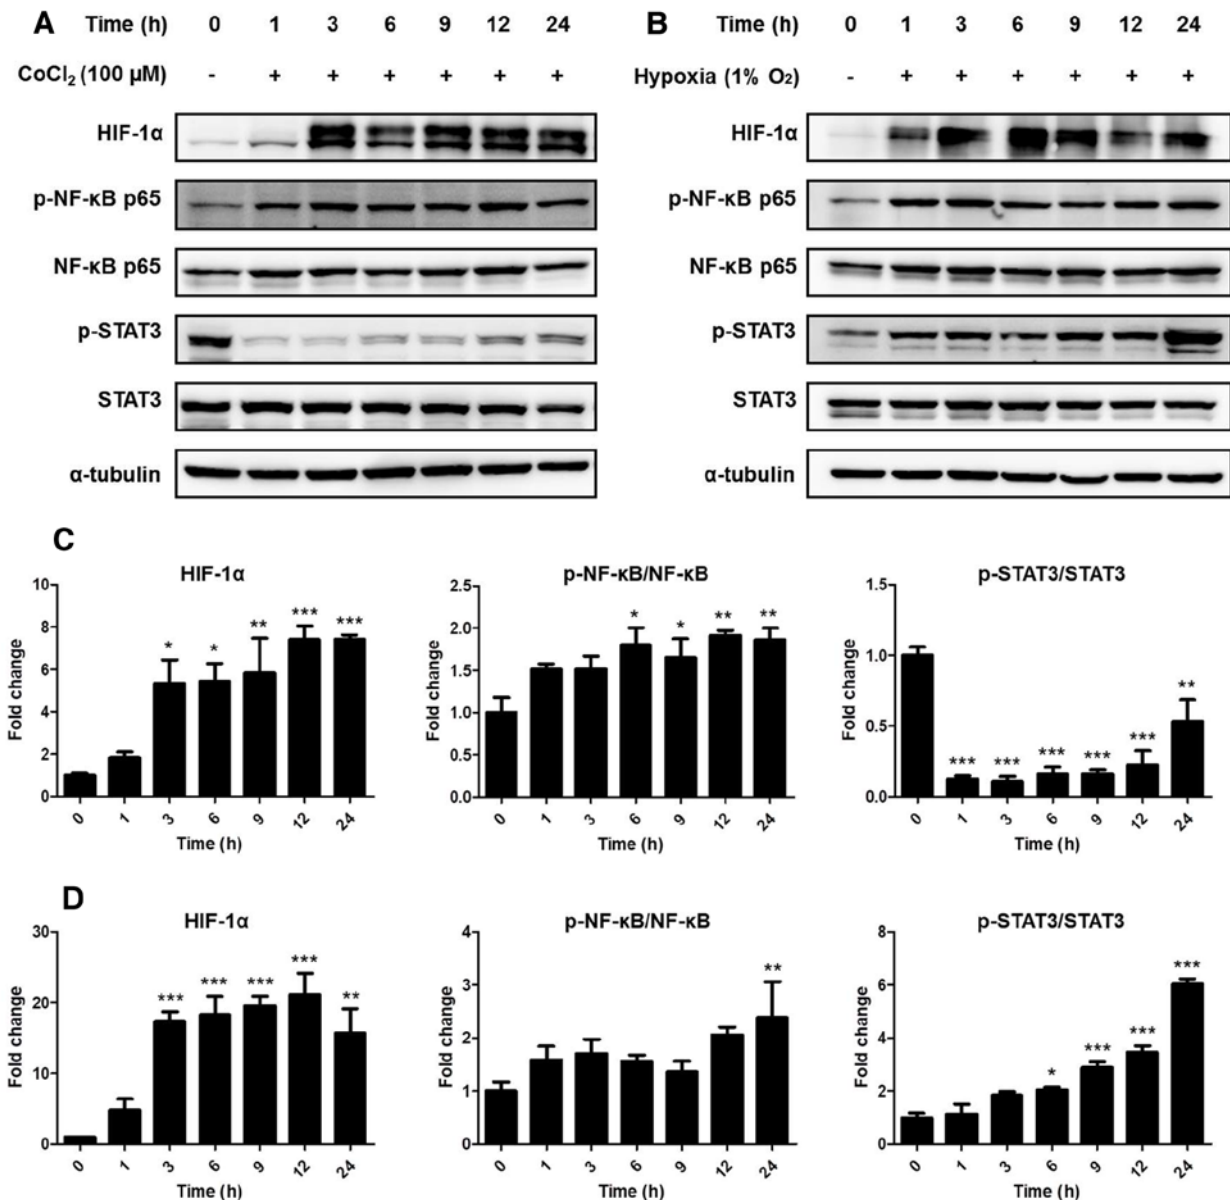 A Time (h) 0 1 3 6 9 12 24
CoCl₂ (100 µM) - + + + + + +
HIF-1α
p-NF-κB p65
NF-κB p65
p-STAT3
STAT3
α-tubulin
B Time (h) 0 1 3 6 9 12 24
Hypoxia (1% O₂) - + + + + + +
HIF-1α
p-NF-κB p65
NF-κB p65
p-STAT3
STAT3
α-tubulin
C
HIF-1α
Fold change
10
8
6
4
2
0
* * ** *** ***
0 1 3 6 9 12 24
Time (h)
p-NF-κB/NF-κB
Fold change
2.5
2.0
1.5
1.0
0.5
0.0
* * ** **
0 1 3 6 9 12 24
Time (h)
p-STAT3/STAT3
Fold change
1.5
1.0
0.5
0.0
*** *** *** *** *** **
0 1 3 6 9 12 24
Time (h)
D
HIF-1α
Fold change
30
20
10
0
*** *** *** *** **
0 1 3 6 9 12 24
Time (h)
p-NF-κB/NF-κB
Fold change
4
3
2
1
0
**
0 1 3 6 9 12 24
Time (h)
p-STAT3/STAT3
Fold change
8
6
4
2
0
* *** *** ***
0 1 3 6 9 12 24
Time (h)